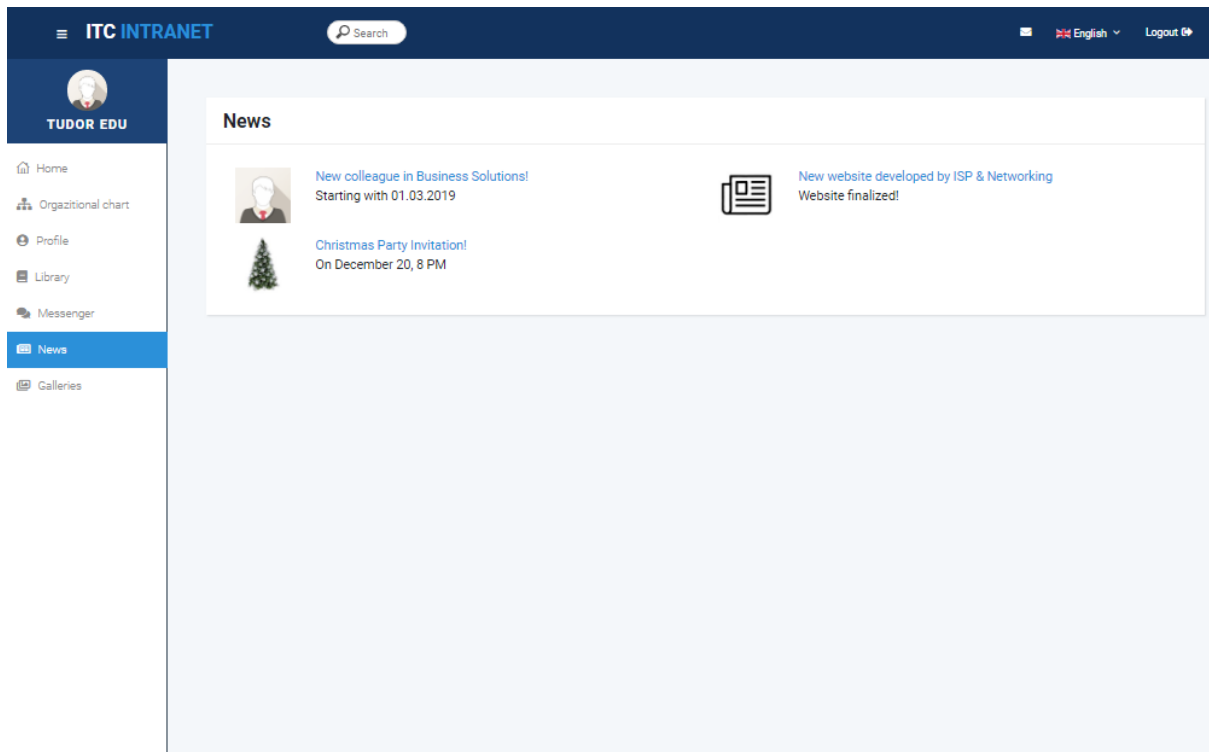 ITC INTRANET
Search
English
Logout
TUDOR EDU
Home
Orgazitional chart
Profile
Library
Messenger
News
Galleries
News
New colleague in Business Solutions!
Starting with 01.03.2019
New website developed by ISP & Networking
Website finalized!
Christmas Party Invitation!
On December 20, 8 PM